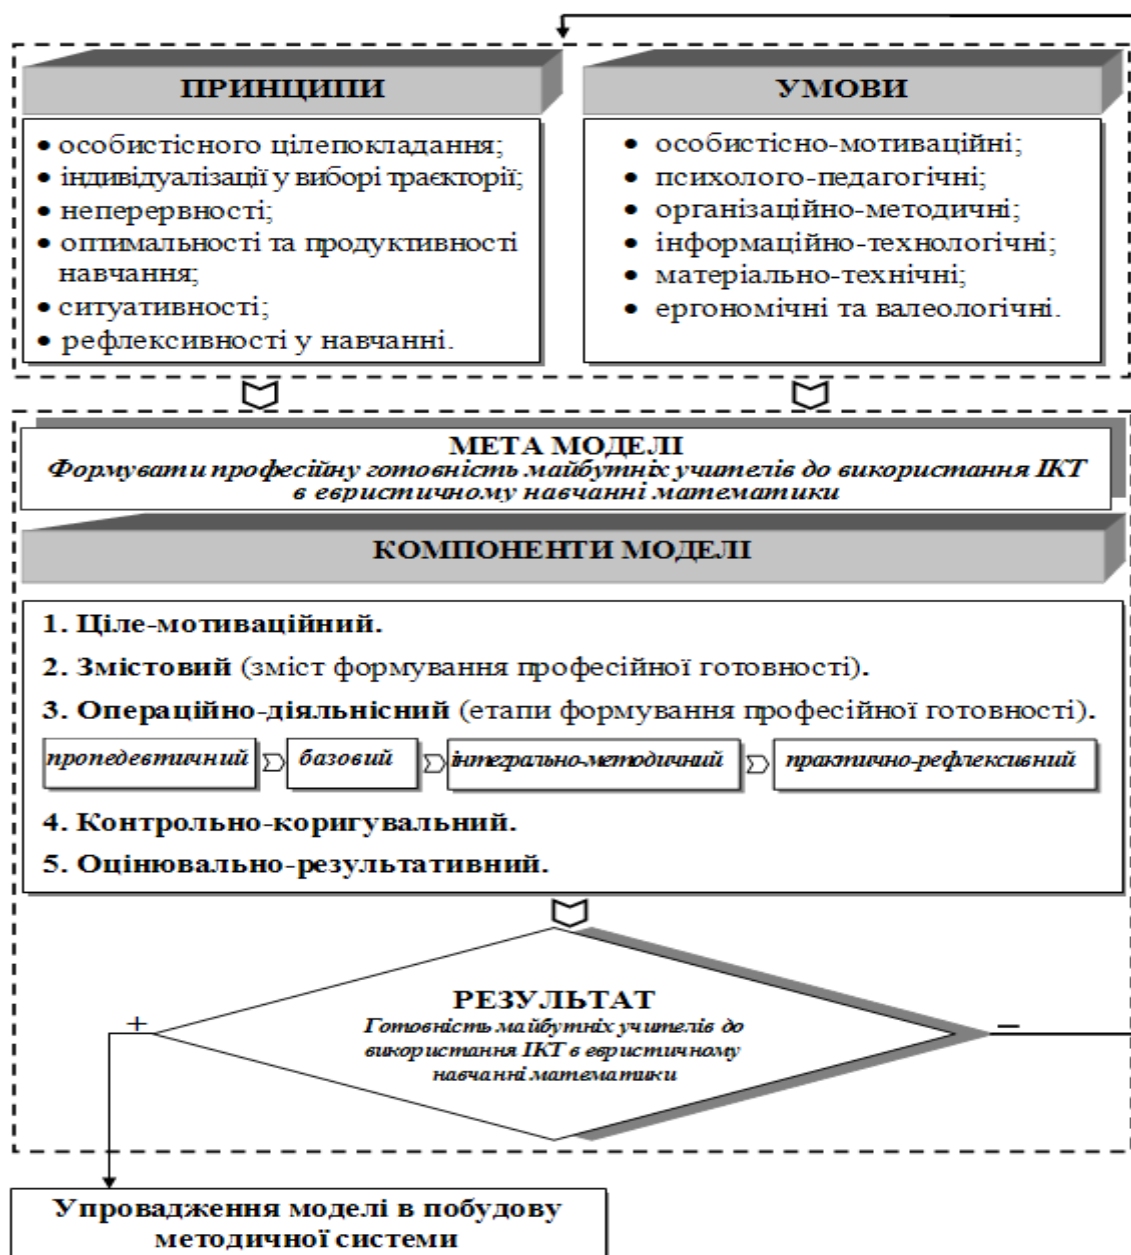 ПРИНЦИПИ
• особистісного цілепокладання;
• індивідуалізації у виборі траєкторії;
• неперервності;
• оптимальності та продуктивності
навчання;
• ситуативності;
• рефлексивності у навчанні.
УМОВИ
• особистісно-мотиваційні;
• психолого-педагогічні;
• організаційно-методичні;
• інформаційно-технологічні;
• матеріально-технічні;
• ергономічні та валеологічні.
МЕТА МОДЕЛІ
Формувати професійну готовність майбутніх учителів до використання ІКТ
в евристичному навчанні математики
КОМПОНЕНТИ МОДЕЛІ
1. Ціле-мотиваційний.
2. Змістовий (зміст формування професійної готовності).
3. Операційно-діяльнісний (етапи формування професійної готовності).
пропедевтичний
базовий
інтегрально-методичний
практично-рефлексивний
4. Контрольно-коригувальний.
5. Оцінювально-результативний.
РЕЗУЛЬТАТ
Готовність майбутніх учителів до
використання ІКТ в евристичному
навчанні математики
+
–
Упровадження моделі в побудову
методичної системи